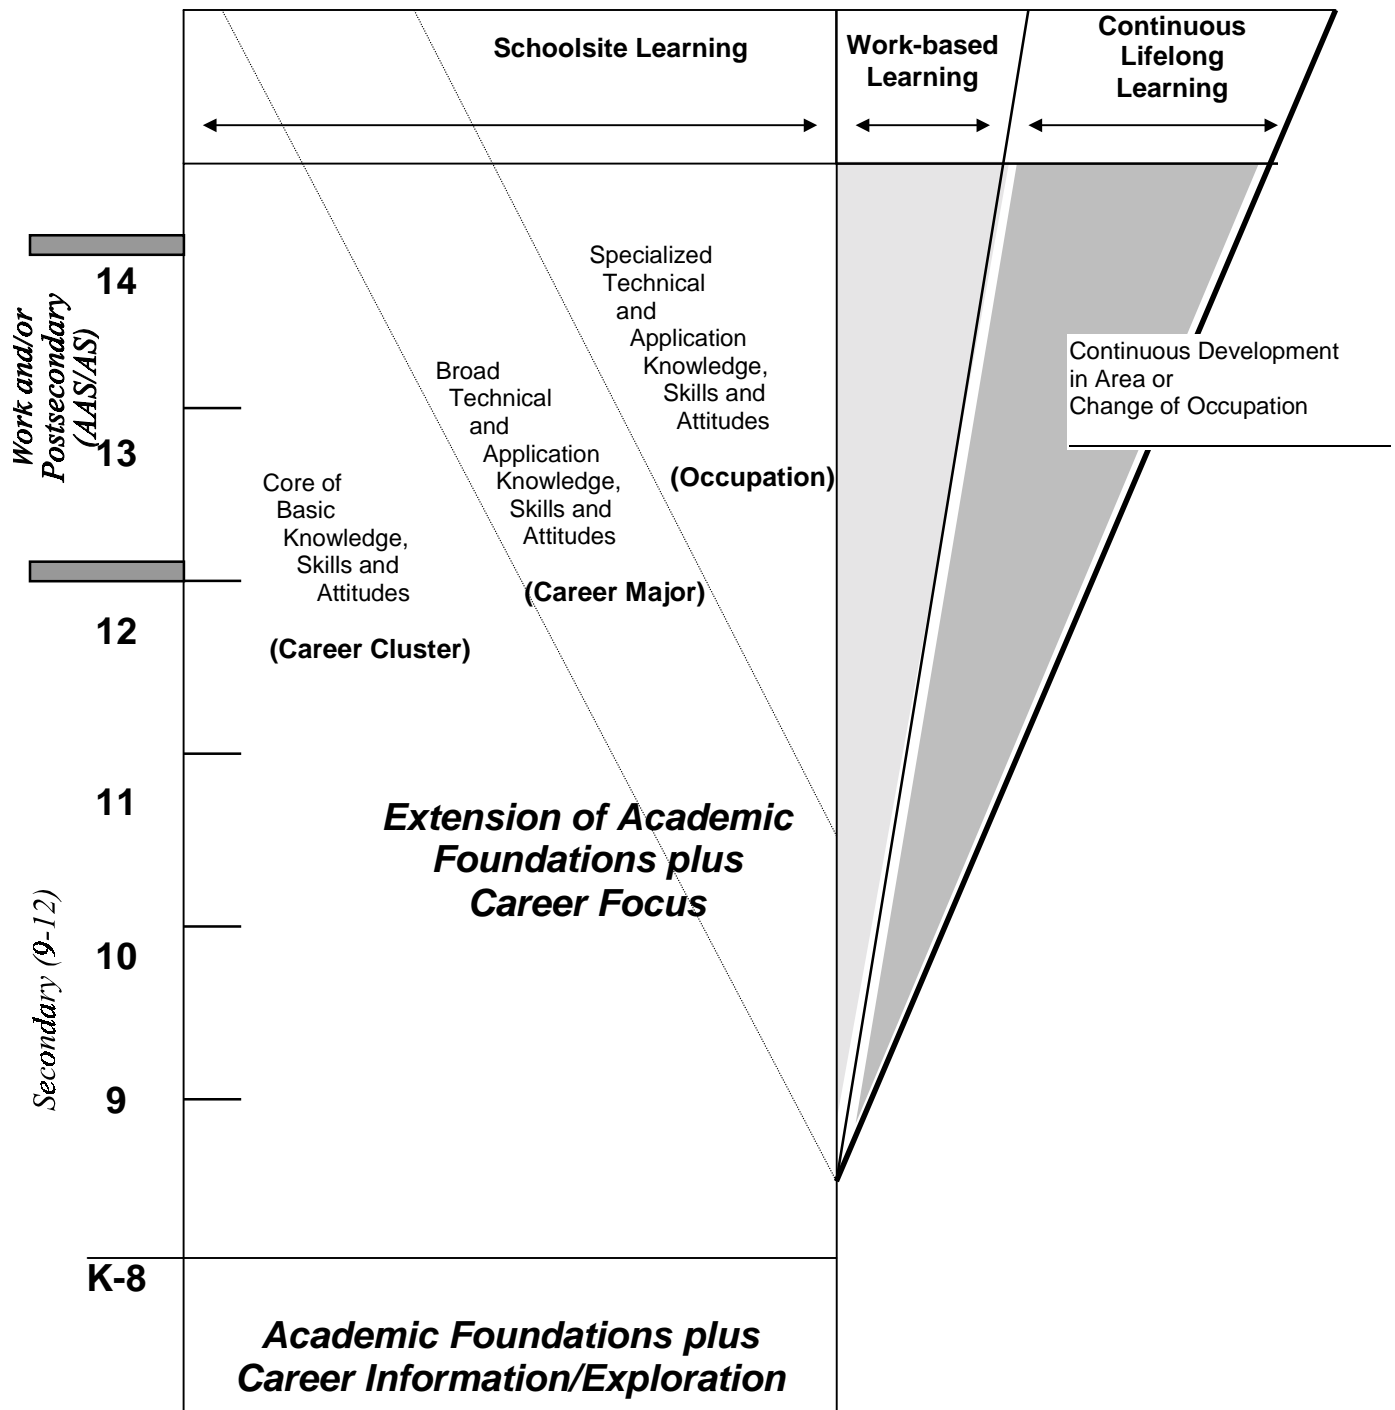 Schoolsite Learning
Work-based
Learning
Continuous
Lifelong
Learning
14
13
12
11
10
9
K-8
Work and/or
Postsecondary
(AAS/AS)
Secondary (9-12)
Core of
Basic
Knowledge,
Skills and
Attitudes
(Career Cluster)
Broad
Technical
and
Application
Knowledge,
Skills and
Attitudes
(Career Major)
Specialized
Technical
and
Application
Knowledge,
Skills and
Attitudes
(Occupation)
Continuous Development
in Area or
Change of Occupation
Extension of Academic
Foundations plus
Career Focus
Academic Foundations plus
Career Information/Exploration